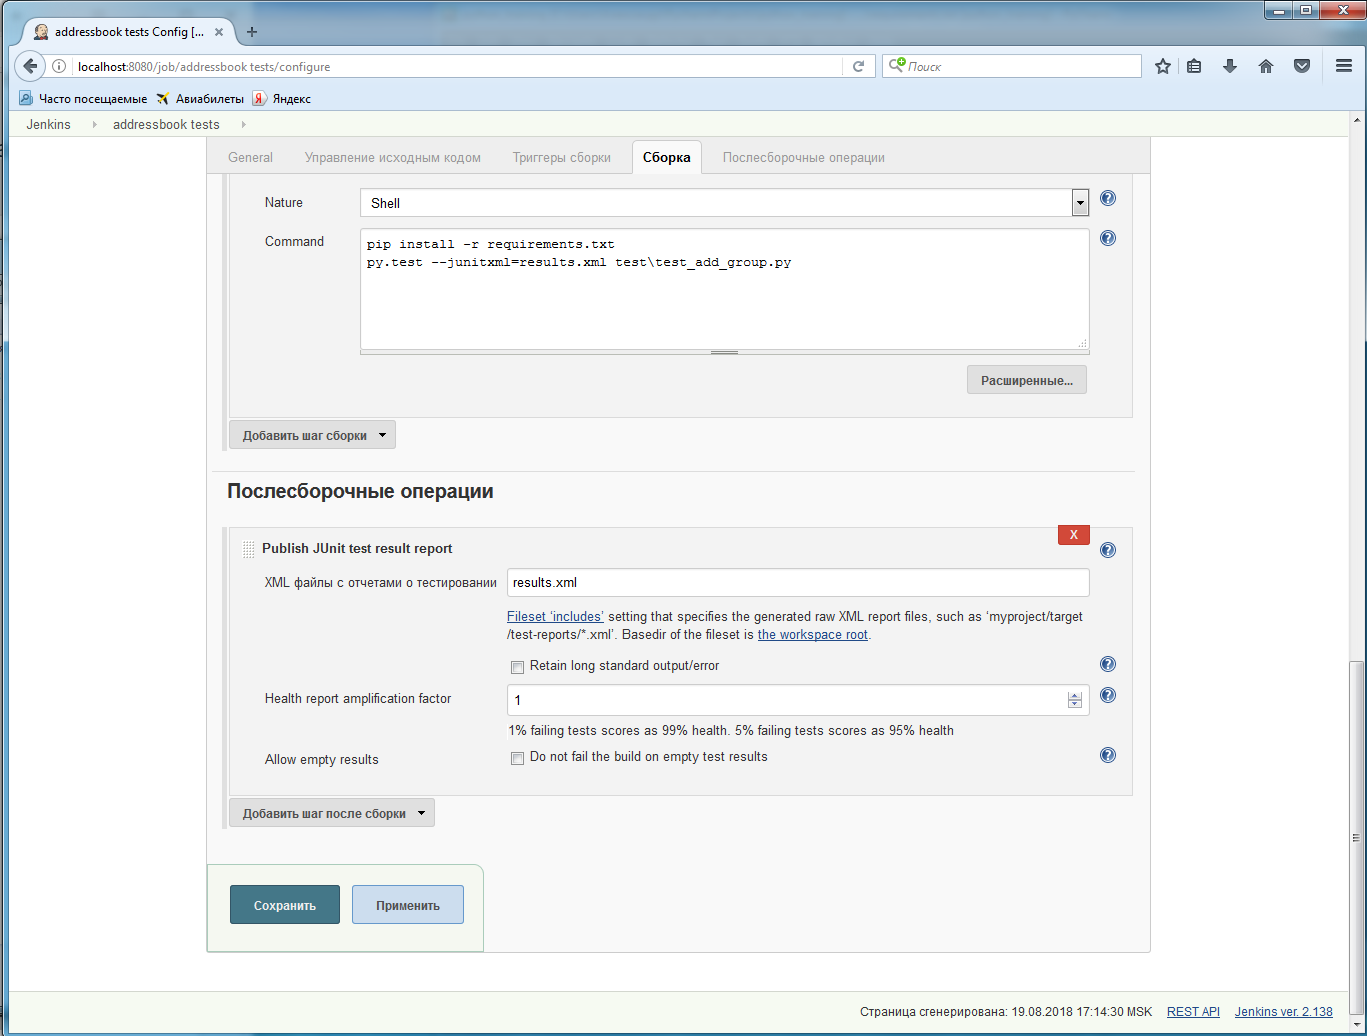 addressbook tests Config [...
localhost:8080/job/addressbook tests/configure
Поиск
Часто посещаемые
Авиабилеты
Яндекс
Jenkins
addressbook tests
General
Управление исходным кодом
Триггеры сборки
Сборка
Послесборочные операции
Nature
Shell
Command
pip install -r requirements.txt
py.test --junitxml=results.xml test\test_add_group.py
Расширенные...
Добавить шаг сборки
Послесборочные операции
X
Publish JUnit test result report
XML файлы с отчетами о тестировании
results.xml
Fileset ‘includes’ setting that specifies the generated raw XML report files, such as ‘myproject/target
/test-reports/*.xml’. Basedir of the fileset is the workspace root.
Retain long standard output/error
Health report amplification factor
1
1% failing tests scores as 99% health. 5% failing tests scores as 95% health
Allow empty results
Do not fail the build on empty test results
Добавить шаг после сборки
Сохранить
Применить
Страница сгенерирована: 19.08.2018 17:14:30 MSK
REST API
Jenkins ver. 2.138